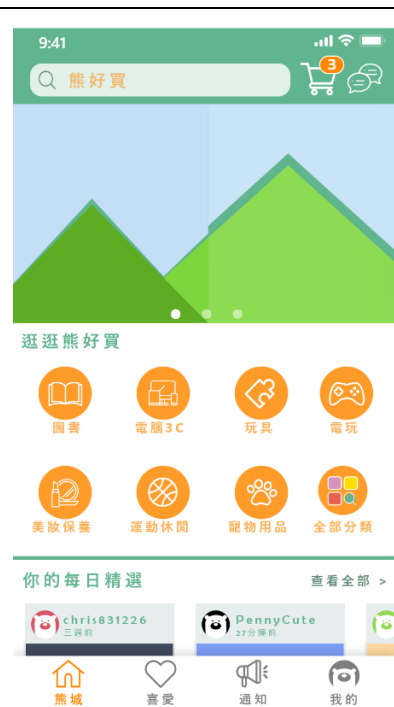 9:41
熊好買
3
逛逛熊好買
圖書 電腦3C 玩具 電玩
美妝保養 運動休閒 寵物用品 全部分類
你的每日精選 查看全部 >
chris831226 PennyCute
三週前 27分鐘前
熊城 喜愛 通知 我的